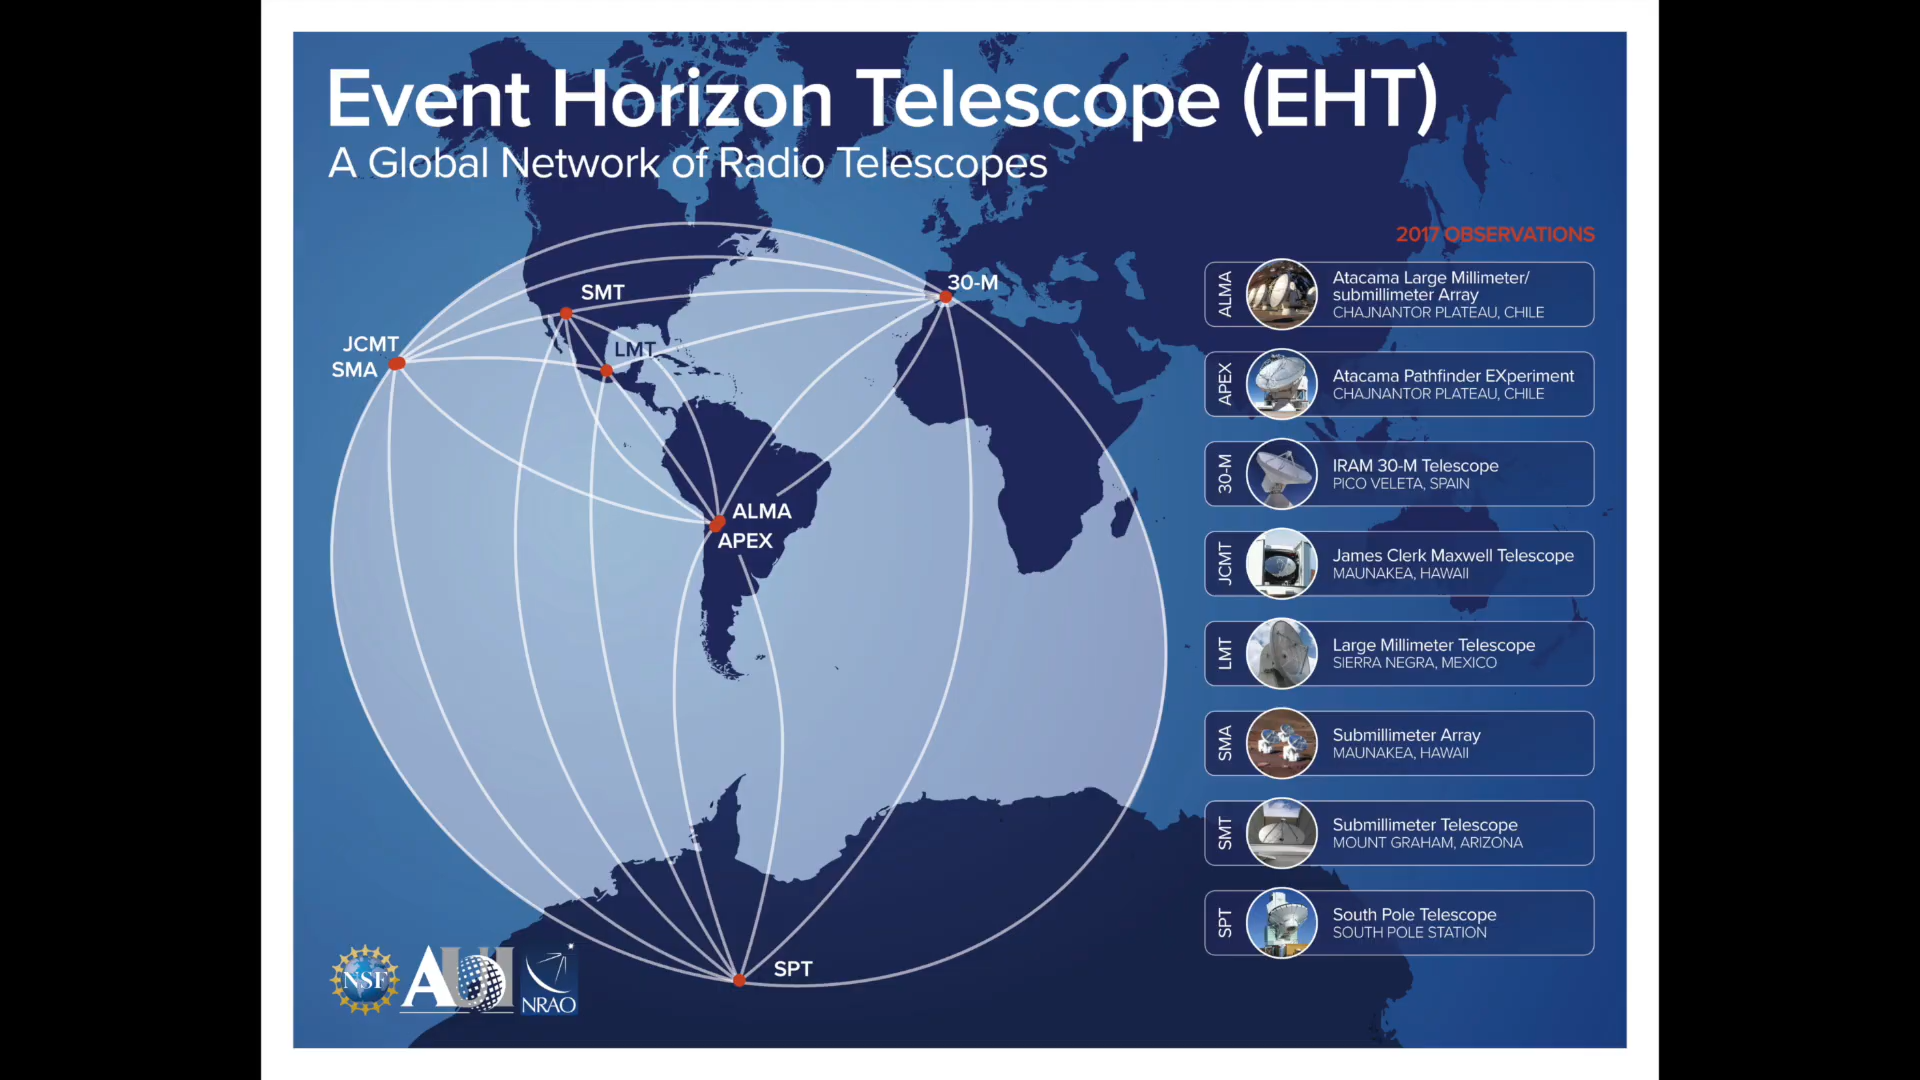 Event Horizon Telescope (EHT)
A Global Network of Radio Telescopes
2017 OBSERVATIONS
30-M
SMT
JCMT
SMA
LMT
ALMA
APEX
SPT
ALMA
Atacama Large Millimeter/
submillimeter Array
CHAJNANTOR PLATEAU, CHILE
APEX
Atacama Pathfinder EXperiment
CHAJNANTOR PLATEAU, CHILE
30-M
IRAM 30-M Telescope
PICO VELETA, SPAIN
JCMT
James Clerk Maxwell Telescope
MAUNAKEA, HAWAII
LMT
Large Millimeter Telescope
SIERRA NEGRA, MEXICO
SMA
Submillimeter Array
MAUNAKEA, HAWAII
SMT
Submillimeter Telescope
MOUNT GRAHAM, ARIZONA
SPT
South Pole Telescope
SOUTH POLE STATION
NSF
AUI
NRAO